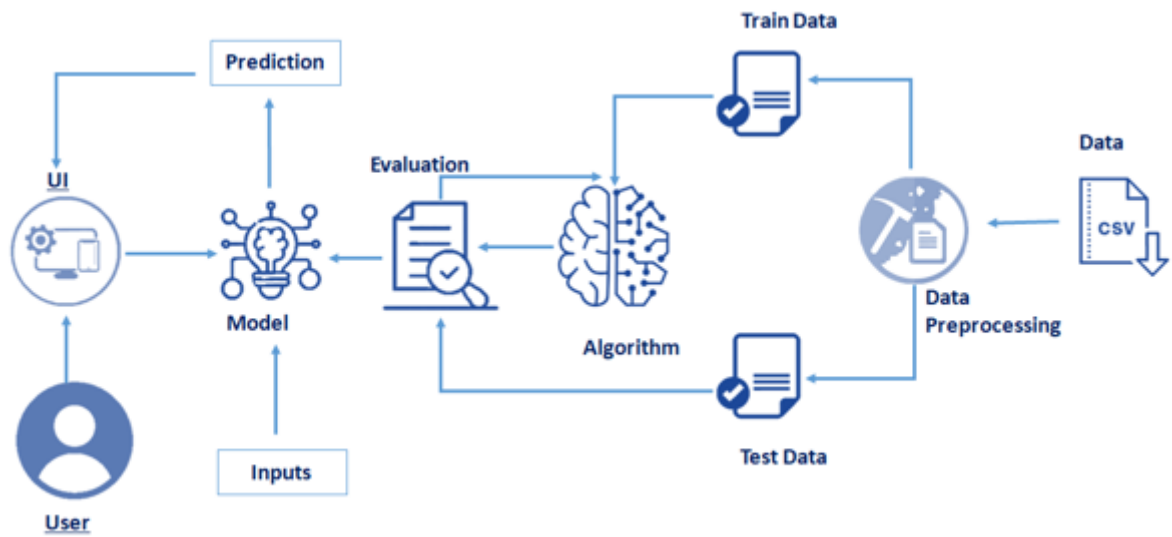 Train Data
Prediction
Evaluation
Data
UI
CSV
Model
Data
Preprocessing
Algorithm
Inputs
Test Data
User